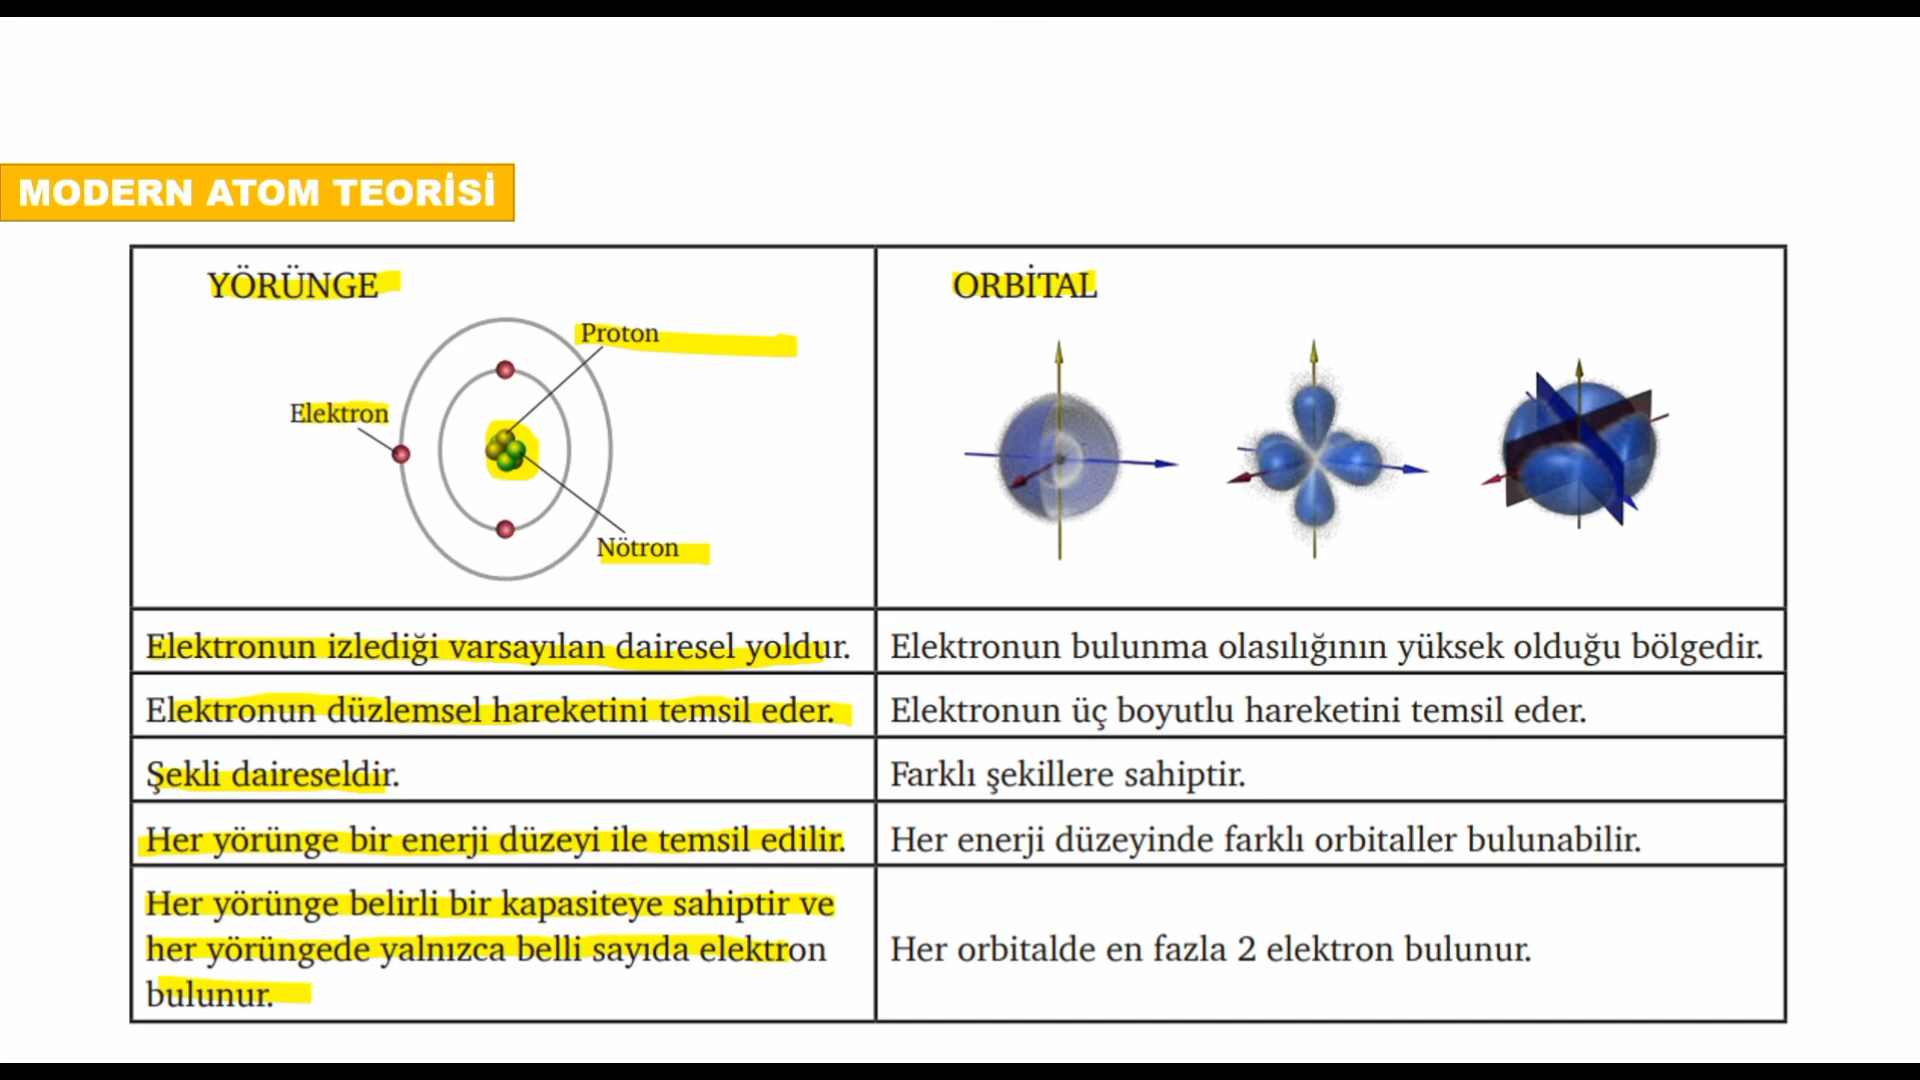 MODERN ATOM TEORİSİ
YÖRÜNGE
Proton
Elektron
Nötron
ORBİTAL
Elektronun izlediği varsayılan dairesel yoldur.
Elektronun bulunma olasılığının yüksek olduğu bölgedir.
Elektronun düzlemsel hareketini temsil eder.
Elektronun üç boyutlu hareketini temsil eder.
Şekli daireseldir.
Farklı şekillere sahiptir.
Her yörünge bir enerji düzeyi ile temsil edilir.
Her enerji düzeyinde farklı orbitaller bulunabilir.
Her yörünge belirli bir kapasiteye sahiptir ve
her yörüngede yalnızca belli sayıda elektron
bulunur.
Her orbitalde en fazla 2 elektron bulunur.